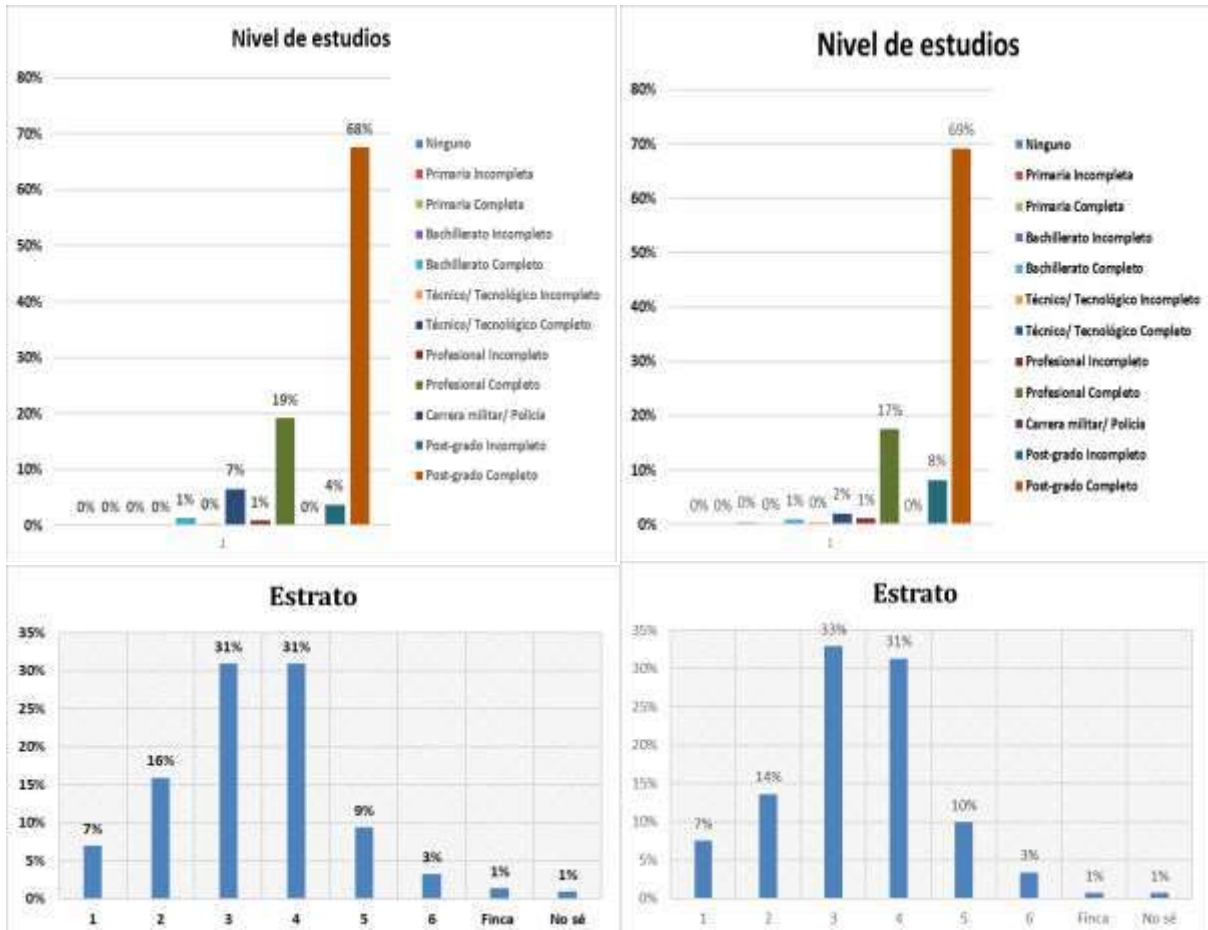 Nivel de estudios
80%
70%
60%
50%
40%
30%
20%
10%
0%
0% 0% 0% 0% 1% 0% 7% 1% 19% 0% 4% 68%
1
Ninguno
Primaria Incompleta
Primaria Completa
Bachillerato Incompleto
Bachillerato Completo
Técnico/ Tecnológico Incompleto
Técnico/ Tecnológico Completo
Profesional Incompleto
Profesional Completo
Carrera militar/ Policía
Post-grado Incompleto
Post-grado Completo
Nivel de estudios
80%
70%
60%
50%
40%
30%
20%
10%
0%
0% 0% 0% 0% 1% 0% 2% 1% 17% 0% 8% 69%
1
Ninguno
Primaria Incompleta
Primaria Completa
Bachillerato Incompleto
Bachillerato Completo
Técnico/ Tecnológico Incompleto
Técnico/ Tecnológico Completo
Profesional Incompleto
Profesional Completo
Carrera militar/ Policía
Post-grado Incompleto
Post-grado Completo
Estrato
35%
30%
25%
20%
15%
10%
5%
0%
7% 16% 31% 31% 9% 3% 1% 1%
1 2 3 4 5 6 Finca No sé
Estrato
35%
30%
25%
20%
15%
10%
5%
0%
7% 14% 33% 31% 10% 3% 1% 1%
1 2 3 4 5 6 Finca No sé